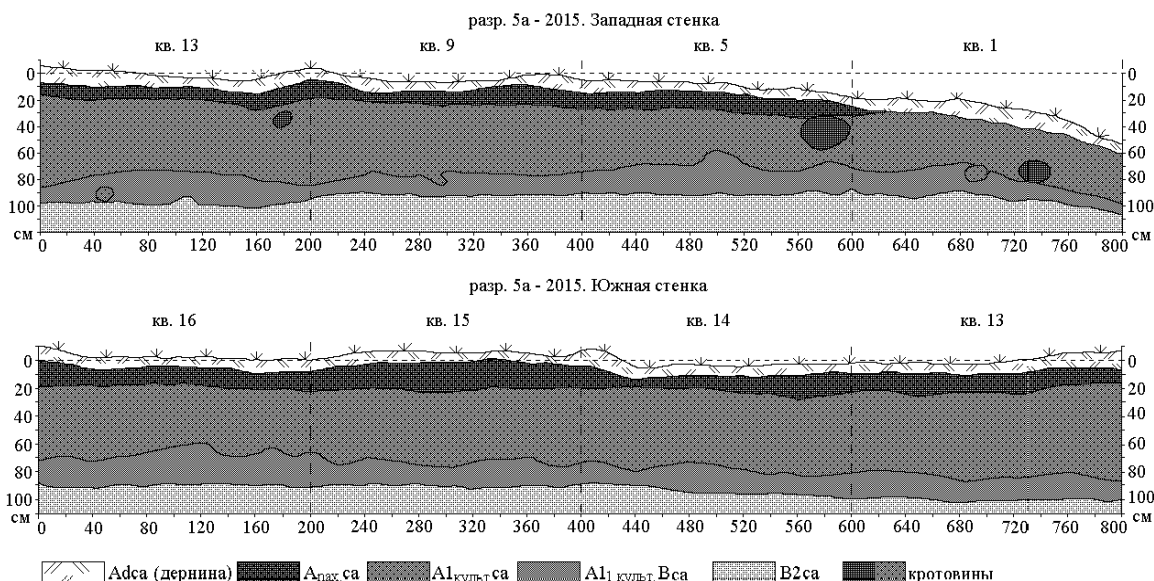 разр. 5а - 2015. Западная стенка
кв. 13 кв. 9 кв. 5 кв. 1
0 0
20 20
40 40
60 60
80 80
100 100
см см
0 40 80 120 160 200 240 280 320 360 400 440 480 520 560 600 640 680 720 760 800
разр. 5а - 2015. Южная стенка
кв. 16 кв. 15 кв. 14 кв. 13
0 0
20 20
40 40
60 60
80 80
100 100
см см
0 40 80 120 160 200 240 280 320 360 400 440 480 520 560 600 640 680 720 760 800
Adca (дернина) Aпах.ca A1культ.ca A11 культ.Bca B2ca кротовины